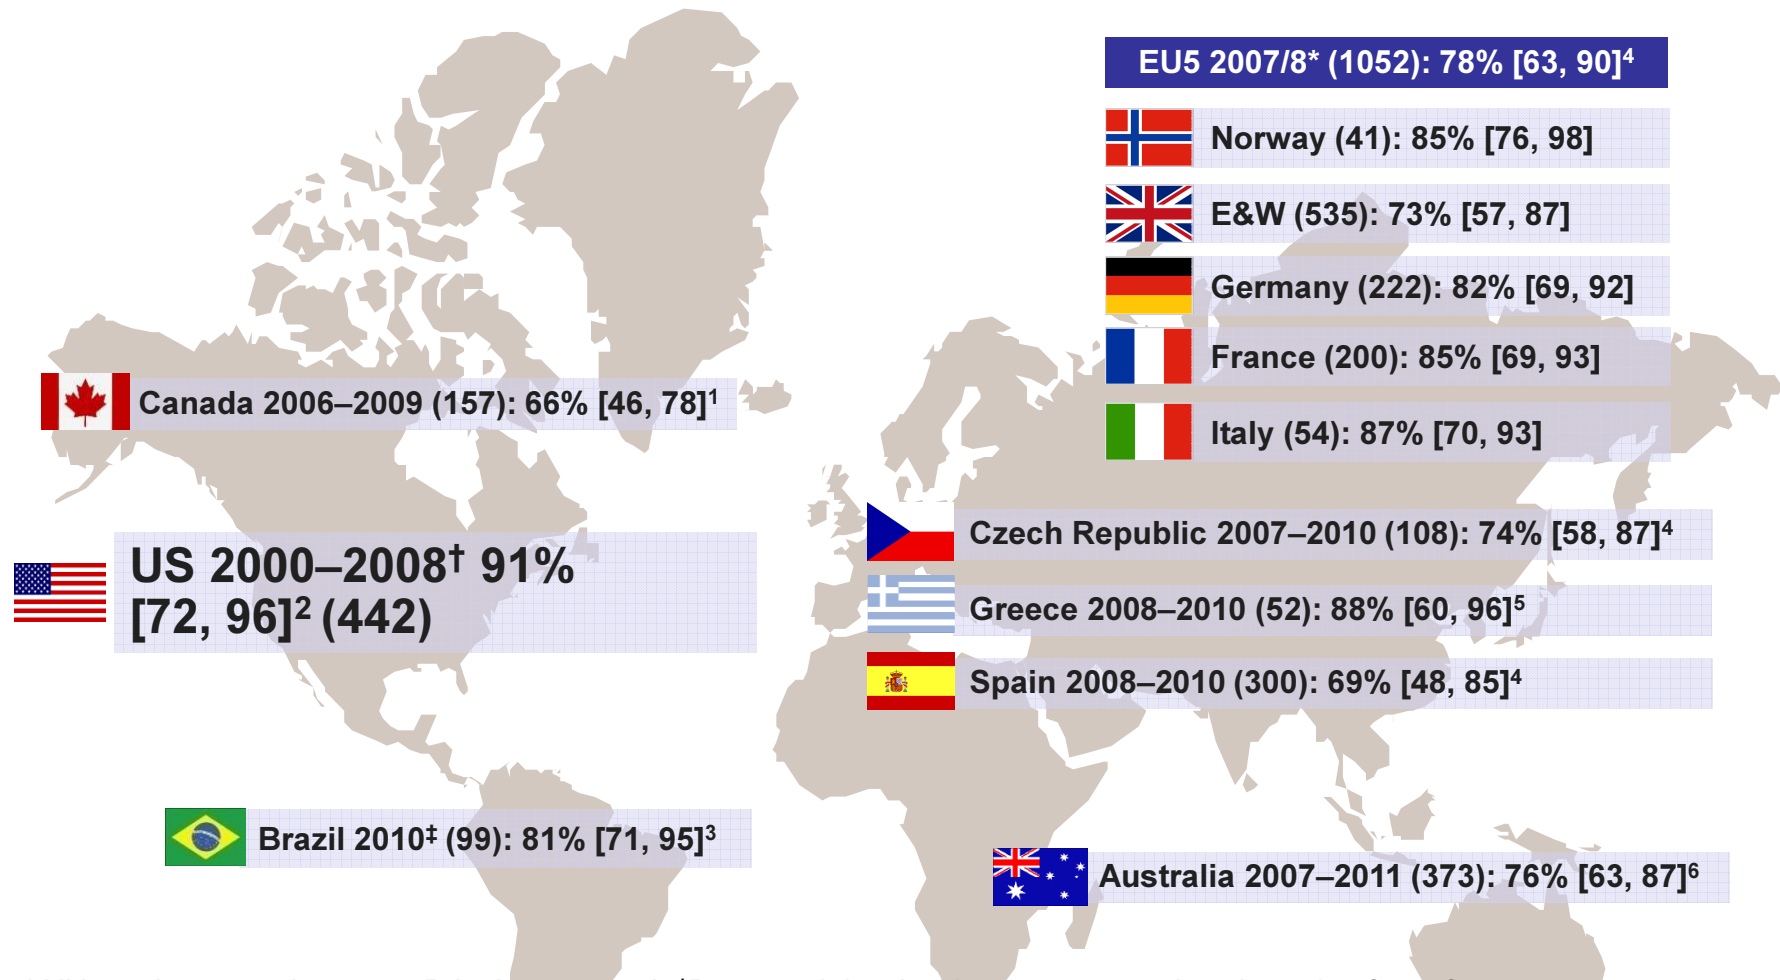 EU5 2007/8* (1052): 78% [63, 90]⁴
Norway (41): 85% [76, 98]
E&W (535): 73% [57, 87]
Germany (222): 82% [69, 92]
France (200): 85% [69, 93]
Italy (54): 87% [70, 93]
Canada 2006–2009 (157): 66% [46, 78]¹
US 2000–2008† 91%
[72, 96]² (442)
Czech Republic 2007–2010 (108): 74% [58, 87]⁴
Greece 2008–2010 (52): 88% [60, 96]⁵
Spain 2008–2010 (300): 69% [48, 85]⁴
Brazil 2010‡ (99): 81% [71, 95]³
Australia 2007–2011 (373): 76% [63, 87]⁶